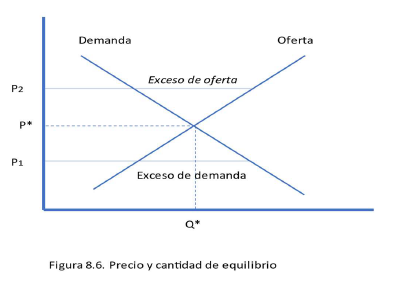 Demanda
Oferta
Exceso de oferta
P2
P*
P1
Exceso de demanda
Q*
Figura 8.6. Precio y cantidad de equilibrio